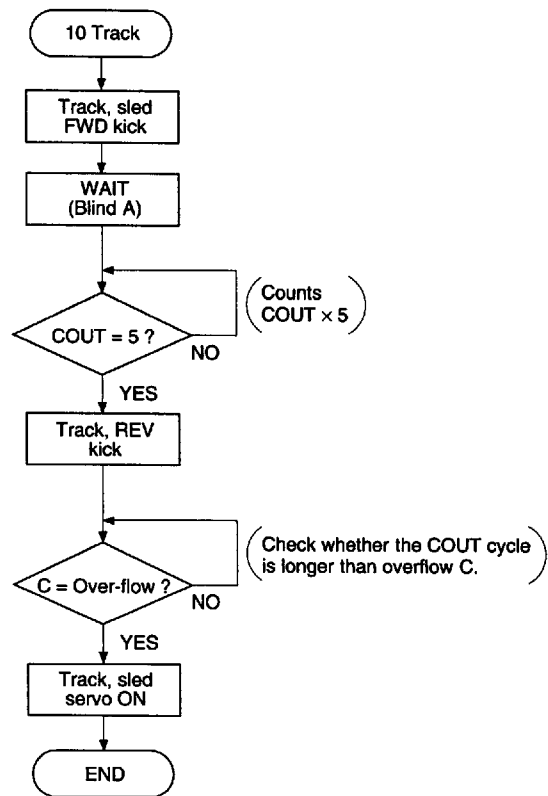 10 Track
Track, sled
FWD kick
WAIT
(Blind A)
Counts
COUT × 5
COUT = 5 ?
NO
YES
Track, REV
kick
Check whether the COUT cycle
is longer than overflow C.
C = Over-flow ?
NO
YES
Track, sled
servo ON
END